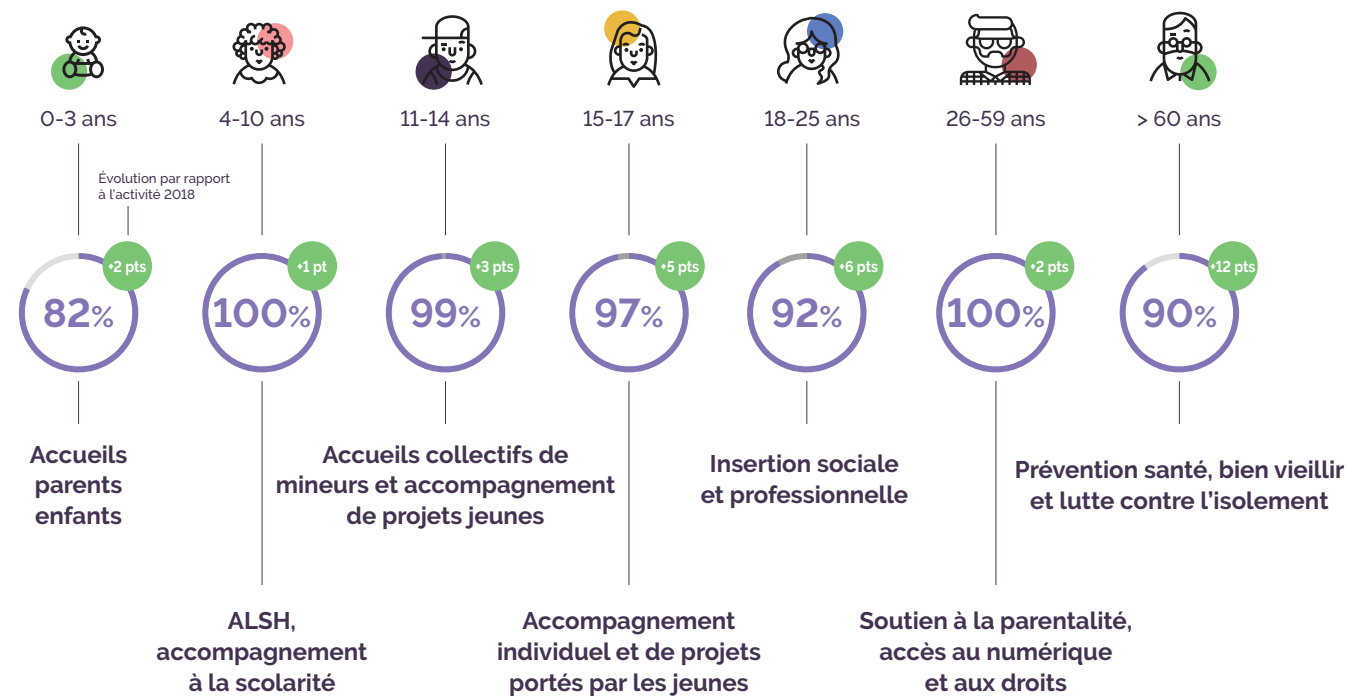 0-3 ans
4-10 ans
11-14 ans
15-17 ans
18-25 ans
26-59 ans
> 60 ans
Évolution par rapport
à l'activité 2018
+2 pts
82%
+1 pt
100%
+3 pts
99%
+5 pts
97%
+6 pts
92%
+2 pts
100%
+12 pts
90%
Accueils
parents
enfants
Accueils collectifs de
mineurs et accompagnement
de projets jeunes
Insertion sociale
et professionnelle
Prévention santé, bien vieillir
et lutte contre l'isolement
ALSH,
accompagnement
à la scolarité
Accompagnement
individuel et de projets
portés par les jeunes
Soutien à la parentalité,
accès au numérique
et aux droits